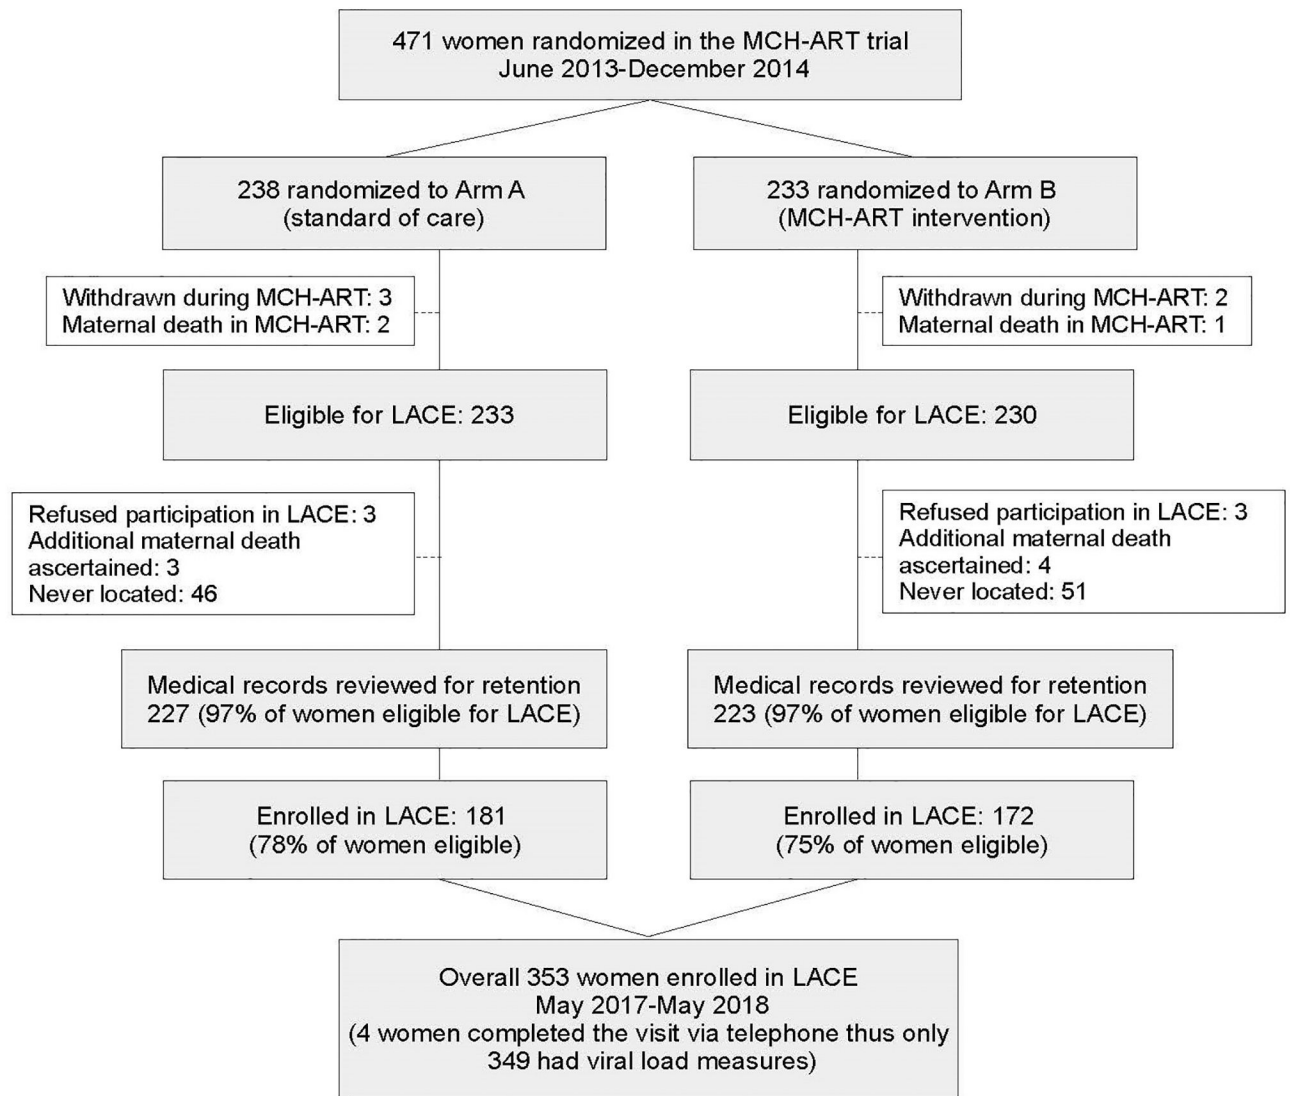 471 women randomized in the MCH-ART trial
June 2013-December 2014
238 randomized to Arm A
(standard of care)
233 randomized to Arm B
(MCH-ART intervention)
Withdrawn during MCH-ART: 3
Maternal death in MCH-ART: 2
Withdrawn during MCH-ART: 2
Maternal death in MCH-ART: 1
Eligible for LACE: 233
Eligible for LACE: 230
Refused participation in LACE: 3
Additional maternal death
ascertained: 3
Never located: 46
Refused participation in LACE: 3
Additional maternal death
ascertained: 4
Never located: 51
Medical records reviewed for retention
227 (97% of women eligible for LACE)
Medical records reviewed for retention
223 (97% of women eligible for LACE)
Enrolled in LACE: 181
(78% of women eligible)
Enrolled in LACE: 172
(75% of women eligible)
Overall 353 women enrolled in LACE
May 2017-May 2018
(4 women completed the visit via telephone thus only
349 had viral load measures)